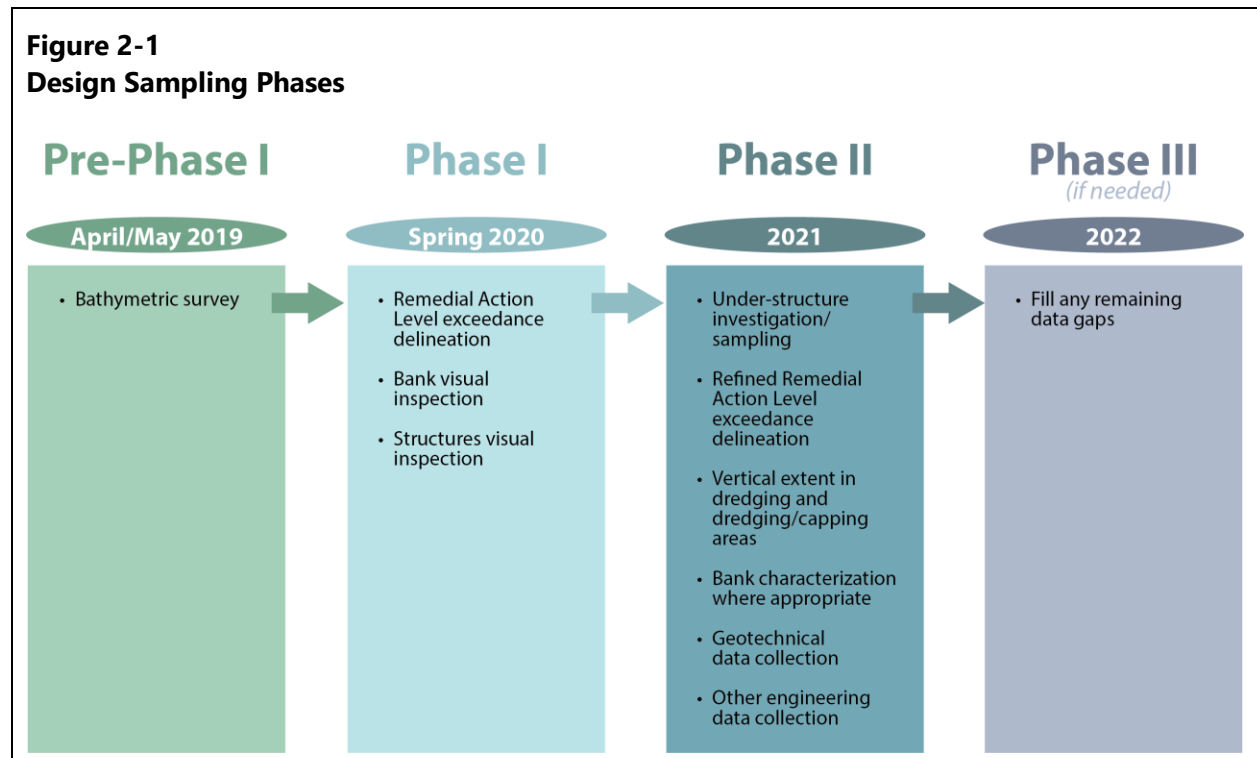 Figure 2-1
Design Sampling Phases
Pre-Phase I
April/May 2019
• Bathymetric survey
Phase I
Spring 2020
• Remedial Action
Level exceedance
delineation
• Bank visual
inspection
• Structures visual
inspection
Phase II
2021
• Under-structure
investigation/
sampling
• Refined Remedial
Action Level
exceedance
delineation
• Vertical extent in
dredging and
dredging/capping
areas
• Bank characterization
where appropriate
• Geotechnical
data collection
• Other engineering
data collection
Phase III
(if needed)
2022
• Fill any remaining
data gaps